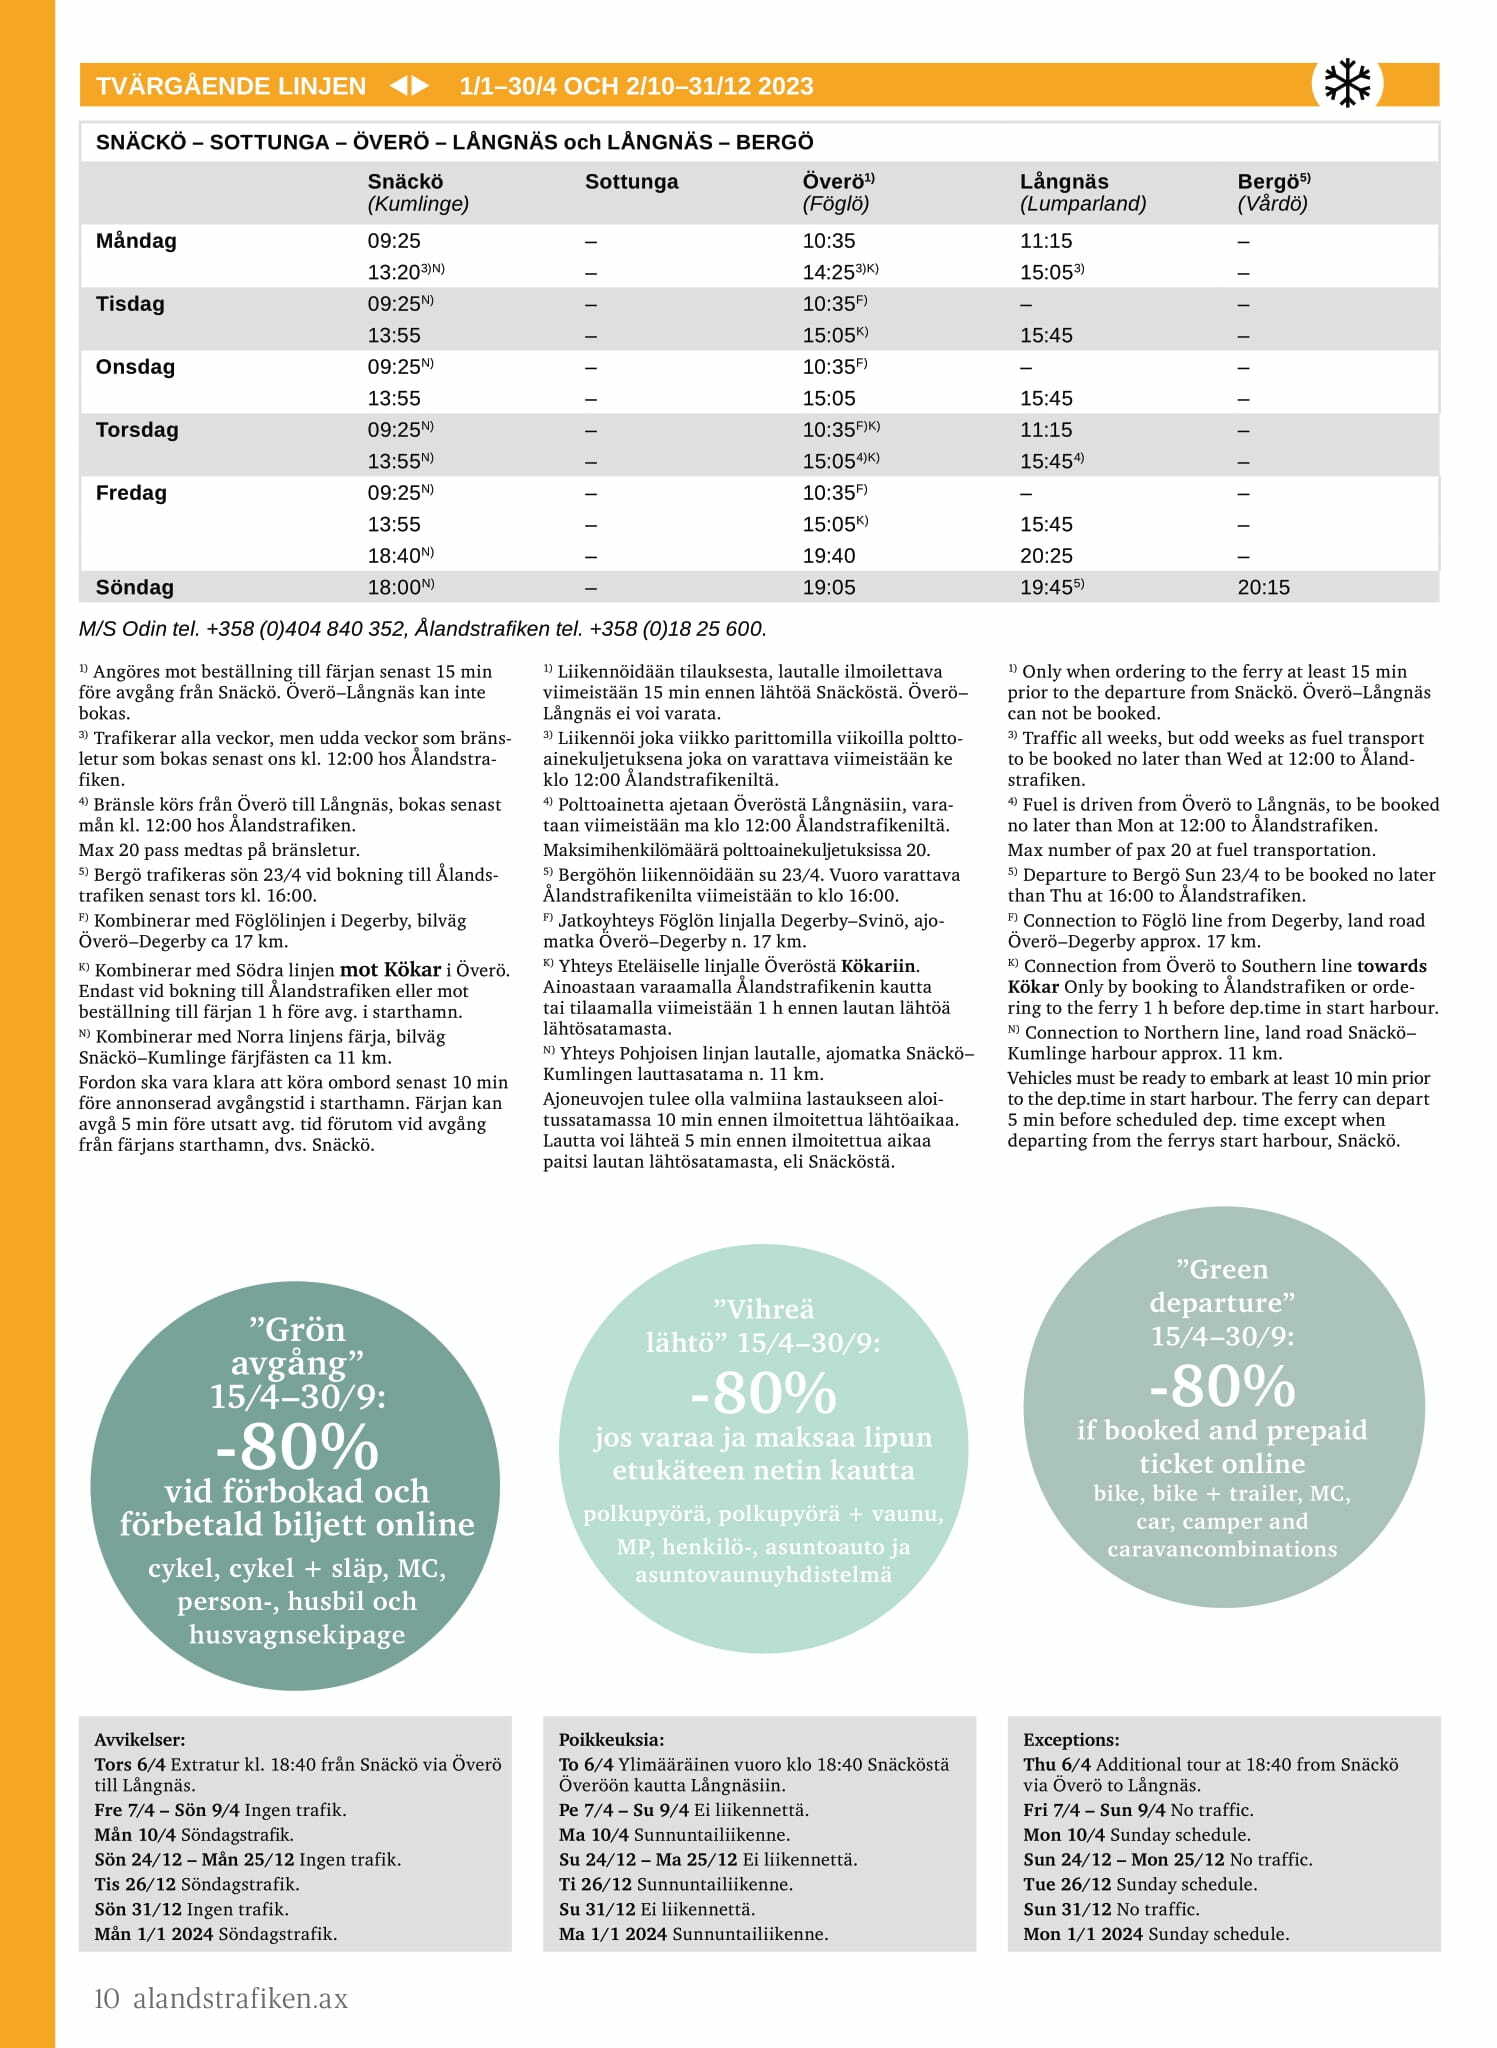 TVÄRGÅENDE LINJEN ◀▶ 1/1–30/4 OCH 2/10–31/12 2023
SNÄCKÖ – SOTTUNGA – ÖVERÖ – LÅNGNÄS och LÅNGNÄS – BERGÖ
Snäckö Sottunga Överö¹⁾ Långnäs Bergö⁵⁾
(Kumlinge) (Föglö) (Lumparland) (Vårdö)
Måndag 09:25 – 10:35 11:15 –
13:20³⁾ᴺ⁾ – 14:25³⁾ᴷ⁾ 15:05³⁾ –
Tisdag 09:25ᴺ⁾ – 10:35ꟳ⁾ – –
13:55 – 15:05ᴷ⁾ 15:45 –
Onsdag 09:25ᴺ⁾ – 10:35ꟳ⁾ – –
13:55 – 15:05 15:45 –
Torsdag 09:25ᴺ⁾ – 10:35ꟳ⁾ᴷ⁾ 11:15 –
13:55ᴺ⁾ – 15:05⁴⁾ᴷ⁾ 15:45⁴⁾ –
Fredag 09:25ᴺ⁾ – 10:35ꟳ⁾ – –
13:55 – 15:05ᴷ⁾ 15:45 –
18:40ᴺ⁾ – 19:40 20:25 –
Söndag 18:00ᴺ⁾ – 19:05 19:45⁵⁾ 20:15
M/S Odin tel. +358 (0)404 840 352, Ålandstrafiken tel. +358 (0)18 25 600.
¹⁾ Angöres mot beställning till färjan senast 15 min
före avgång från Snäckö. Överö–Långnäs kan inte
bokas.
³⁾ Trafikerar alla veckor, men udda veckor som bräns-
letur som bokas senast ons kl. 12:00 hos Ålandstra-
fiken.
⁴⁾ Bränsle körs från Överö till Långnäs, bokas senast
mån kl. 12:00 hos Ålandstrafiken.
Max 20 pass medtas på bränsletur.
⁵⁾ Bergö trafikeras sön 23/4 vid bokning till Ålands-
trafiken senast tors kl. 16:00.
ꟳ⁾ Kombinerar med Föglölinjen i Degerby, bilväg
Överö–Degerby ca 17 km.
ᴷ⁾ Kombinerar med Södra linjen mot Kökar i Överö.
Endast vid bokning till Ålandstrafiken eller mot
beställning till färjan 1 h före avg. i starthamn.
ᴺ⁾ Kombinerar med Norra linjens färja, bilväg
Snäckö–Kumlinge färjfästen ca 11 km.
Fordon ska vara klara att köra ombord senast 10 min
före annonserad avgångstid i starthamn. Färjan kan
avgå 5 min före utsatt avg. tid förutom vid avgång
från färjans starthamn, dvs. Snäckö.
¹⁾ Liikennöidään tilauksesta, lautalle ilmoilettava
viimeistään 15 min ennen lähtöä Snäcköstä. Överö–
Långnäs ei voi varata.
³⁾ Liikennöi joka viikko parittomilla viikoilla poltto-
ainekuljetuksena joka on varattava viimeistään ke
klo 12:00 Ålandstrafikeniltä.
⁴⁾ Polttoainetta ajetaan Överöstä Långnäsiin, vara-
taan viimeistään ma klo 12:00 Ålandstrafikeniltä.
Maksimihenkilömäärä polttoainekuljetuksissa 20.
⁵⁾ Bergöhön liikennöidään su 23/4. Vuoro varattava
Ålandstrafikenilta viimeistään to klo 16:00.
ꟳ⁾ Jatkoyhteys Föglön linjalla Degerby–Svinö, ajo-
matka Överö–Degerby n. 17 km.
ᴷ⁾ Yhteys Eteläiselle linjalle Överöstä Kökariin.
Ainoastaan varaamalla Ålandstrafikenin kautta
tai tilaamalla viimeistään 1 h ennen lautan lähtöä
lähtösatamasta.
ᴺ⁾ Yhteys Pohjoisen linjan lautalle, ajomatka Snäckö–
Kumlingen lauttasatama n. 11 km.
Ajoneuvojen tulee olla valmiina lastaukseen aloi-
tussatamassa 10 min ennen ilmoitettua lähtöaikaa.
Lautta voi lähteä 5 min ennen ilmoitettua aikaa
paitsi lautan lähtösatamasta, eli Snäcköstä.
¹⁾ Only when ordering to the ferry at least 15 min
prior to the departure from Snäckö. Överö–Långnäs
can not be booked.
³⁾ Traffic all weeks, but odd weeks as fuel transport
to be booked no later than Wed at 12:00 to Åland-
strafiken.
⁴⁾ Fuel is driven from Överö to Långnäs, to be booked
no later than Mon at 12:00 to Ålandstrafiken.
Max number of pax 20 at fuel transportation.
⁵⁾ Departure to Bergö Sun 23/4 to be booked no later
than Thu at 16:00 to Ålandstrafiken.
ꟳ⁾ Connection to Föglö line from Degerby, land road
Överö–Degerby approx. 17 km.
ᴷ⁾ Connection from Överö to Southern line towards
Kökar Only by booking to Ålandstrafiken or orde-
ring to the ferry 1 h before dep.time in start harbour.
ᴺ⁾ Connection to Northern line, land road Snäckö–
Kumlinge harbour approx. 11 km.
Vehicles must be ready to embark at least 10 min prior
to the dep.time in start harbour. The ferry can depart
5 min before scheduled dep. time except when
departing from the ferrys start harbour, Snäckö.
”Grön
avgång”
15/4–30/9:
-80%
vid förbokad och
förbetald biljett online
cykel, cykel + släp, MC,
person-, husbil och
husvagnsekipage
”Vihreä
lähtö” 15/4–30/9:
-80%
jos varaa ja maksaa lipun
etukäteen netin kautta
polkupyörä, polkupyörä + vaunu,
MP, henkilö-, asuntoauto ja
asuntovaunuyhdistelmä
”Green
departure”
15/4–30/9:
-80%
if booked and prepaid
ticket online
bike, bike + trailer, MC,
car, camper and
caravancombinations
Avvikelser:
Tors 6/4 Extratur kl. 18:40 från Snäckö via Överö
till Långnäs.
Fre 7/4 – Sön 9/4 Ingen trafik.
Mån 10/4 Söndagstrafik.
Sön 24/12 – Mån 25/12 Ingen trafik.
Tis 26/12 Söndagstrafik.
Sön 31/12 Ingen trafik.
Mån 1/1 2024 Söndagstrafik.
Poikkeuksia:
To 6/4 Ylimääräinen vuoro klo 18:40 Snäcköstä
Överöön kautta Långnäsiin.
Pe 7/4 – Su 9/4 Ei liikennettä.
Ma 10/4 Sunnuntailiikenne.
Su 24/12 – Ma 25/12 Ei liikennettä.
Ti 26/12 Sunnuntailiikenne.
Su 31/12 Ei liikennettä.
Ma 1/1 2024 Sunnuntailiikenne.
Exceptions:
Thu 6/4 Additional tour at 18:40 from Snäckö
via Överö to Långnäs.
Fri 7/4 – Sun 9/4 No traffic.
Mon 10/4 Sunday schedule.
Sun 24/12 – Mon 25/12 No traffic.
Tue 26/12 Sunday schedule.
Sun 31/12 No traffic.
Mon 1/1 2024 Sunday schedule.
10 alandstrafiken.ax